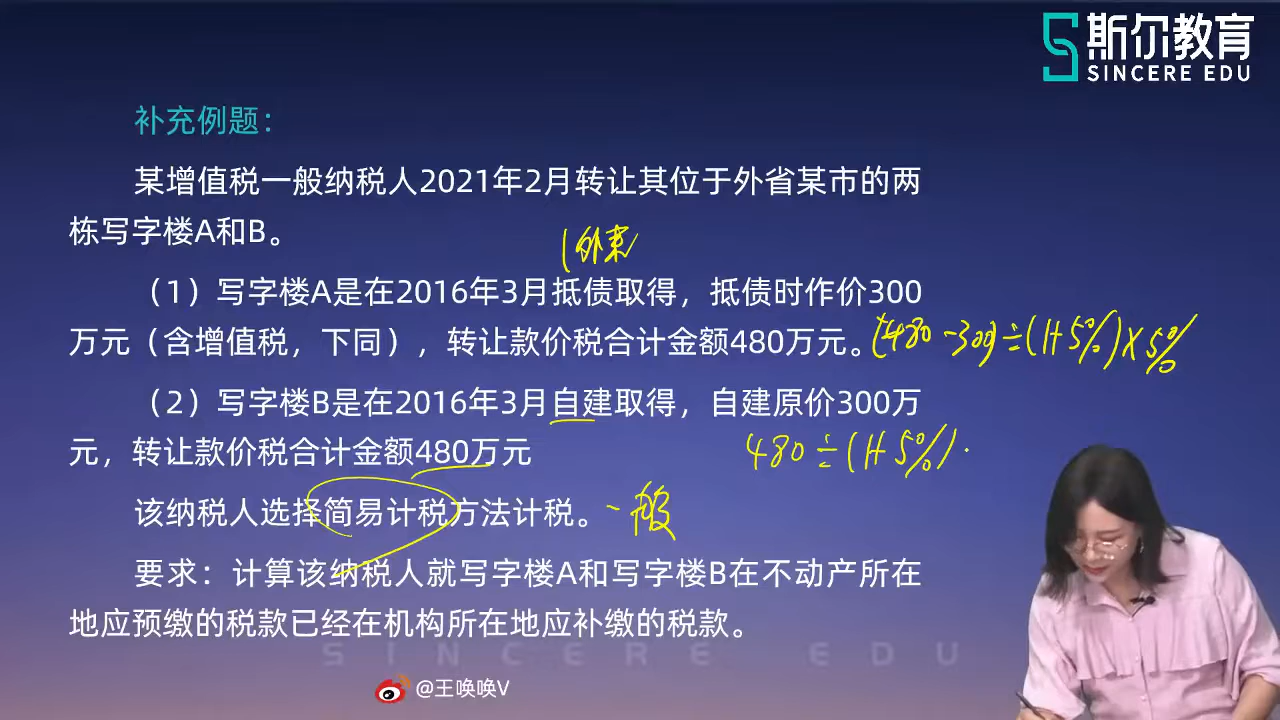 斯尔教育
SINCERE EDU
补充例题：
某增值税一般纳税人2021年2月转让其位于外省某市的两
栋写字楼A和B。
(外来
（1）写字楼A是在2016年3月抵债取得，抵债时作价300
万元（含增值税，下同），转让款价税合计金额480万元。
(480-300)÷(1+5%)×5%
（2）写字楼B是在2016年3月自建取得，自建原价300万
元，转让款价税合计金额480万元
480÷(1+5%)·
该纳税人选择简易计税方法计税。
一般
要求：计算该纳税人就写字楼A和写字楼B在不动产所在
地应预缴的税款已经在机构所在地应补缴的税款。
SINCERE EDU
@王唤唤V